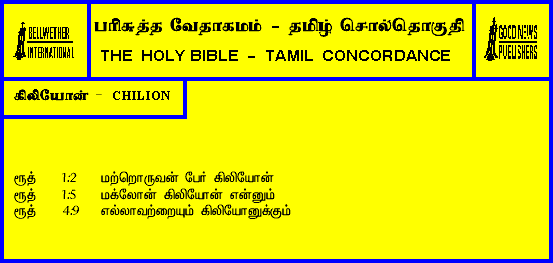 BELLWETHER
INTERNATIONAL
பரிசுத்த வேதாகமம் - தமிழ் சொல்தொகுதி
THE HOLY BIBLE - TAMIL CONCORDANCE
GOOD NEWS
PUBLISHERS
கிலியோன் - CHILION
ரூத் 1:2 மற்றொருவன் பேர் கிலியோன்
ரூத் 1:5 மக்லோன் கிலியோன் என்னும்
ரூத் 4:9 எல்லாவற்றையும் கிலியோனுக்கும்